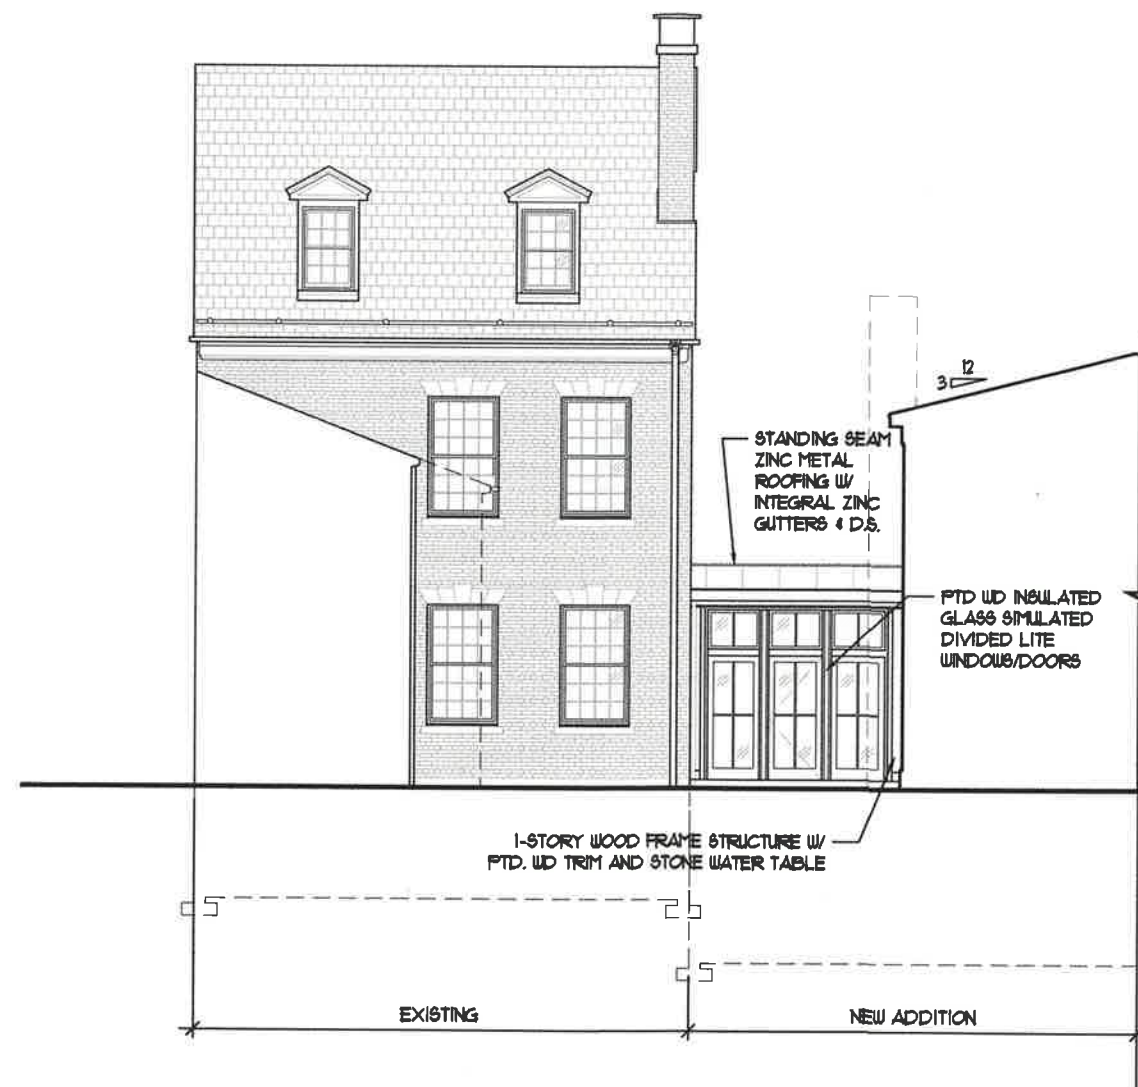 12
3
STANDING SEAM
ZINC METAL
ROOFING W/
INTEGRAL ZINC
GUTTERS & D.S.
PTD WD INSULATED
GLASS SIMULATED
DIVIDED LITE
WINDOWS/DOORS
1-STORY WOOD FRAME STRUCTURE W/
PTD. WD TRIM AND STONE WATER TABLE
EXISTING
NEW ADDITION